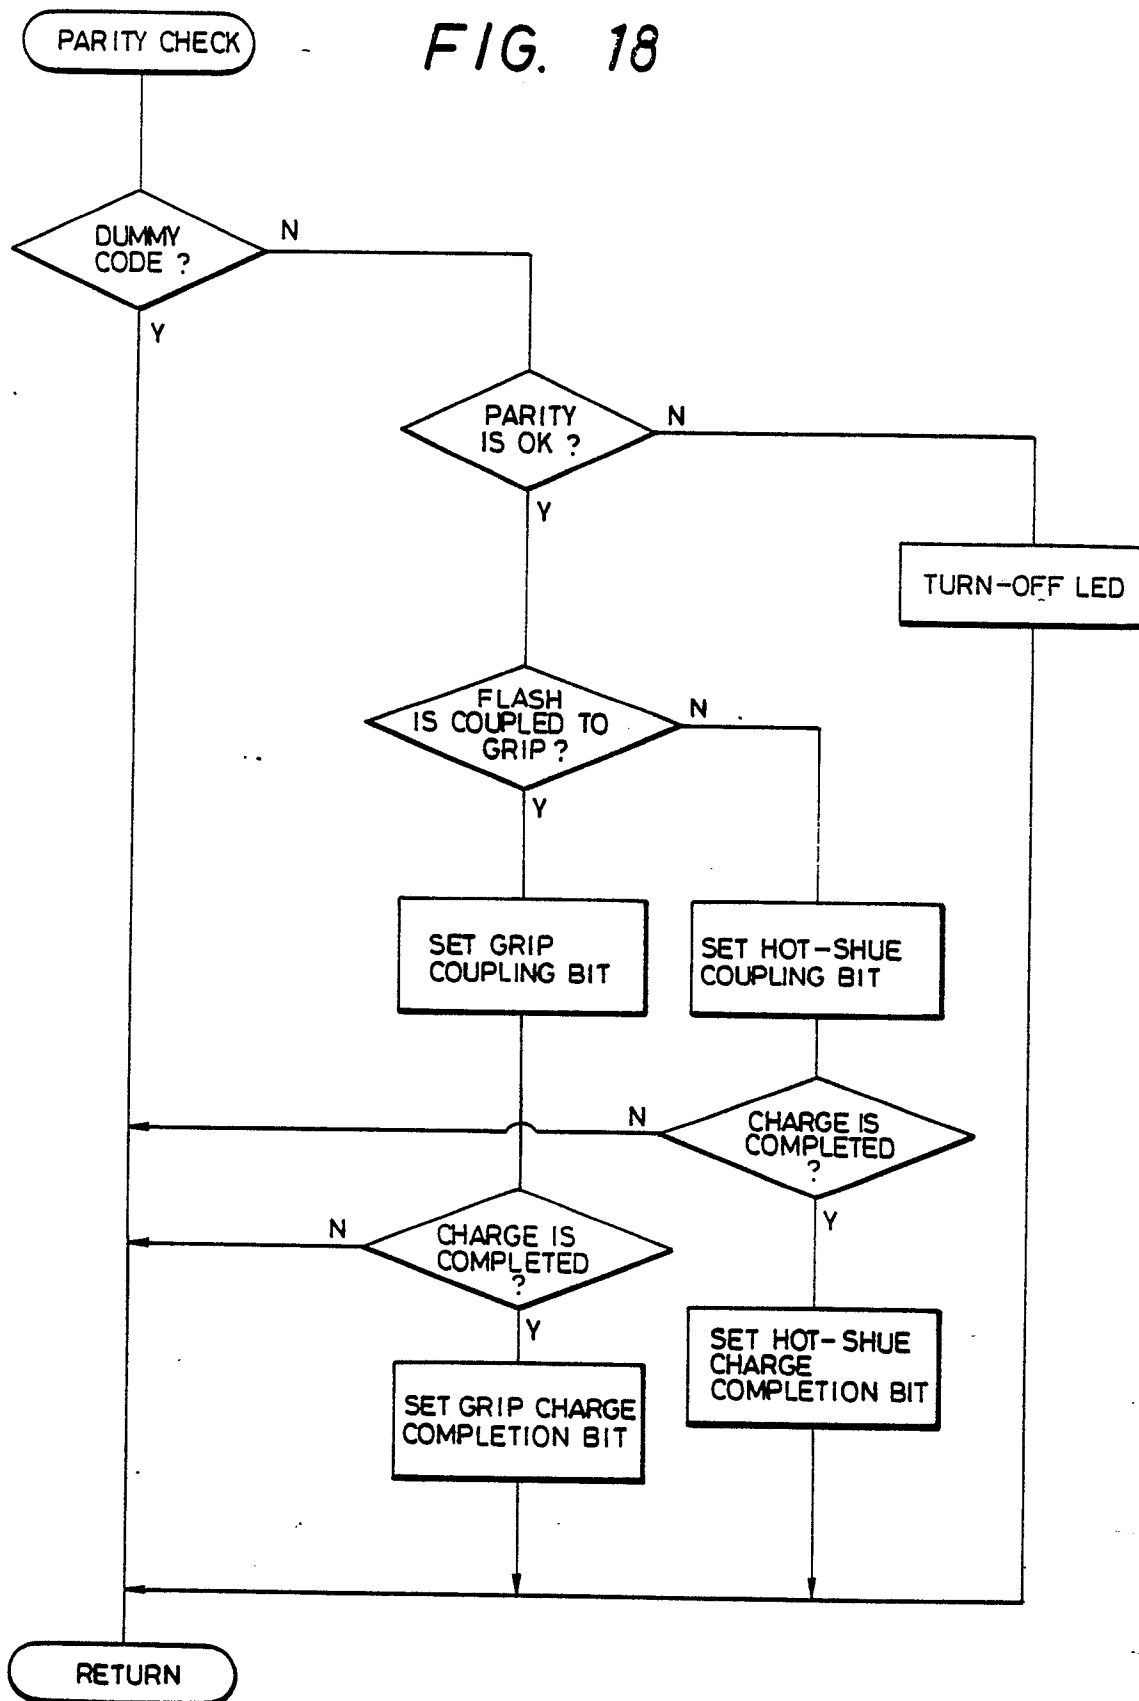 PARITY CHECK
FIG. 18
DUMMY
CODE ?
N
Y
PARITY
IS OK ?
N
Y
TURN-OFF LED
FLASH
IS COUPLED TO
GRIP ?
N
Y
SET GRIP
COUPLING BIT
SET HOT-SHUE
COUPLING BIT
N
CHARGE IS
COMPLETED
?
Y
N
CHARGE IS
COMPLETED
?
Y
SET HOT-SHUE
CHARGE
COMPLETION BIT
SET GRIP CHARGE
COMPLETION BIT
RETURN